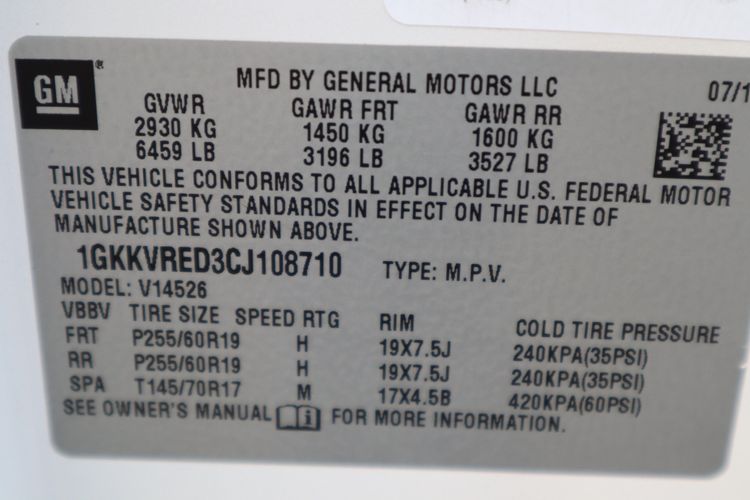 GM®
MFD BY GENERAL MOTORS LLC 07/1
GVWR GAWR FRT GAWR RR
2930 KG 1450 KG 1600 KG
6459 LB 3196 LB 3527 LB
THIS VEHICLE CONFORMS TO ALL APPLICABLE U.S. FEDERAL MOTOR
VEHICLE SAFETY STANDARDS IN EFFECT ON THE DATE OF
MANUFACTURE SHOWN ABOVE.
1GKKVRED3CJ108710 TYPE: M.P.V.
MODEL: V14526
VBBV TIRE SIZE SPEED RTG RIM COLD TIRE PRESSURE
FRT P255/60R19 H 19X7.5J 240KPA(35PSI)
RR P255/60R19 H 19X7.5J 240KPA(35PSI)
SPA T145/70R17 M 17X4.5B 420KPA(60PSI)
SEE OWNER'S MANUAL i FOR MORE INFORMATION.